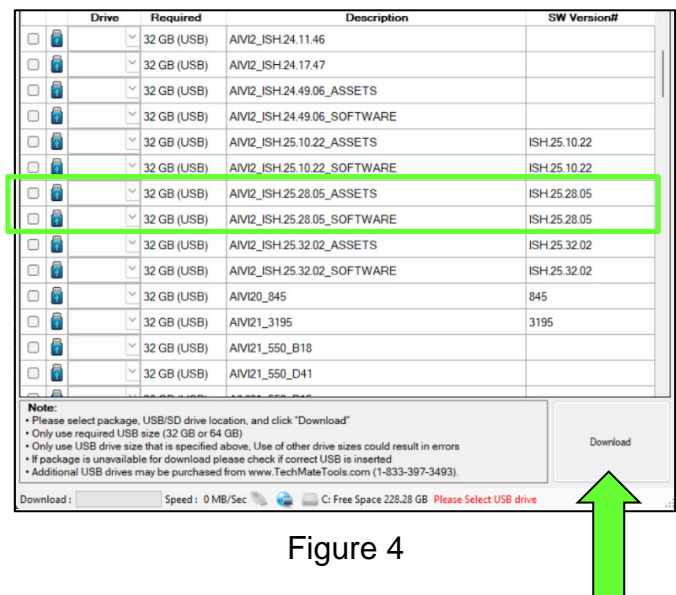 Drive Required Description SW Version#
32 GB (USB) AIVI2_ISH.24.11.46
32 GB (USB) AIVI2_ISH.24.17.47
32 GB (USB) AIVI2_ISH.24.49.06_ASSETS
32 GB (USB) AIVI2_ISH.24.49.06_SOFTWARE
32 GB (USB) AIVI2_ISH.25.10.22_ASSETS ISH.25.10.22
32 GB (USB) AIVI2_ISH.25.10.22_SOFTWARE ISH.25.10.22
32 GB (USB) AIVI2_ISH.25.28.05_ASSETS ISH.25.28.05
32 GB (USB) AIVI2_ISH.25.28.05_SOFTWARE ISH.25.28.05
32 GB (USB) AIVI2_ISH.25.32.02_ASSETS ISH.25.32.02
32 GB (USB) AIVI2_ISH.25.32.02_SOFTWARE ISH.25.32.02
32 GB (USB) AIVI20_845 845
32 GB (USB) AIVI21_3195 3195
32 GB (USB) AIVI21_550_B18
32 GB (USB) AIVI21_550_D41
Note:
• Please select package, USB/SD drive location, and click "Download"
• Only use required USB size (32 GB or 64 GB)
• Only use USB drive size that is specified above, Use of other drive sizes could result in errors
• If package is unavailable for download please check if correct USB is inserted
• Additional USB drives may be purchased from www.TechMateTools.com (1-833-397-3493).
Download
Download : Speed : 0 MB/Sec C: Free Space 228.28 GB Please Select USB drive
Figure 4